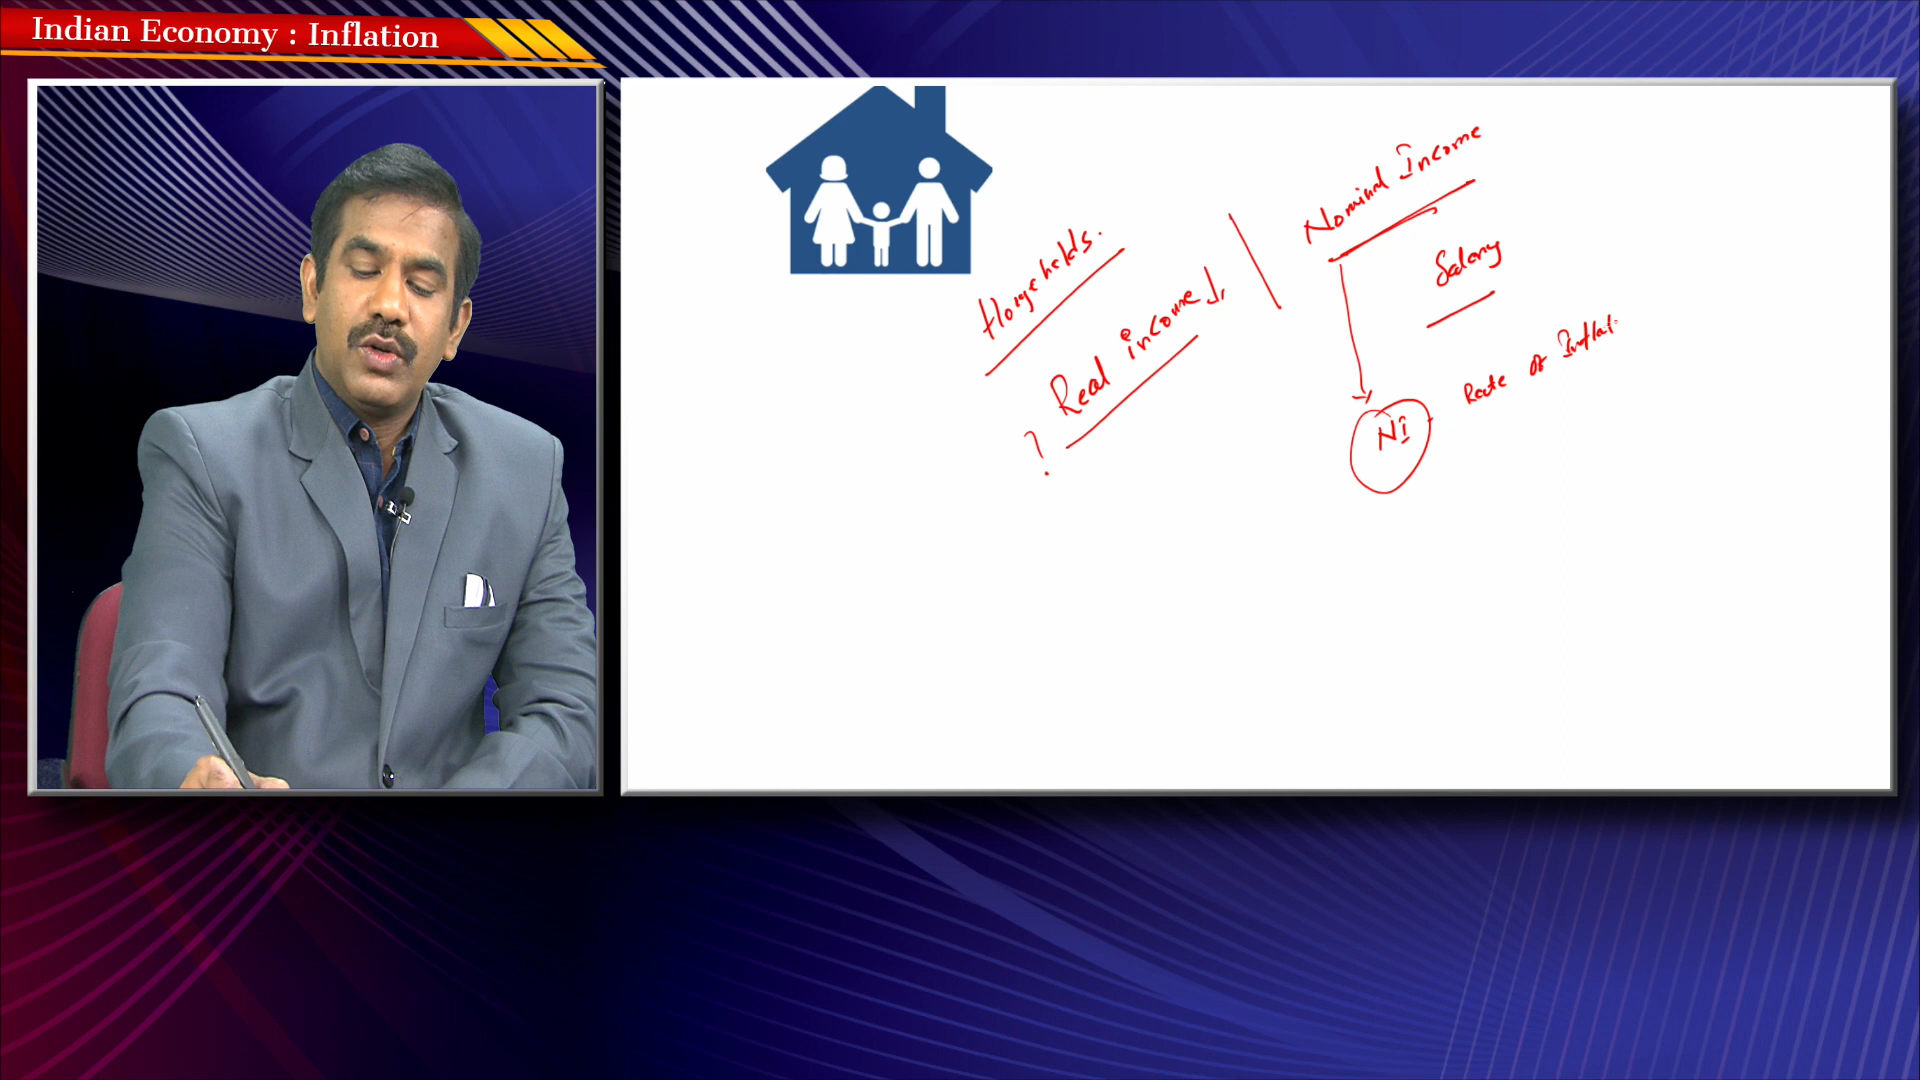 Indian Economy : Inflation
Households.
Real income ↓,
?
Nominal Income
Salary
NI - Rate of Inflat